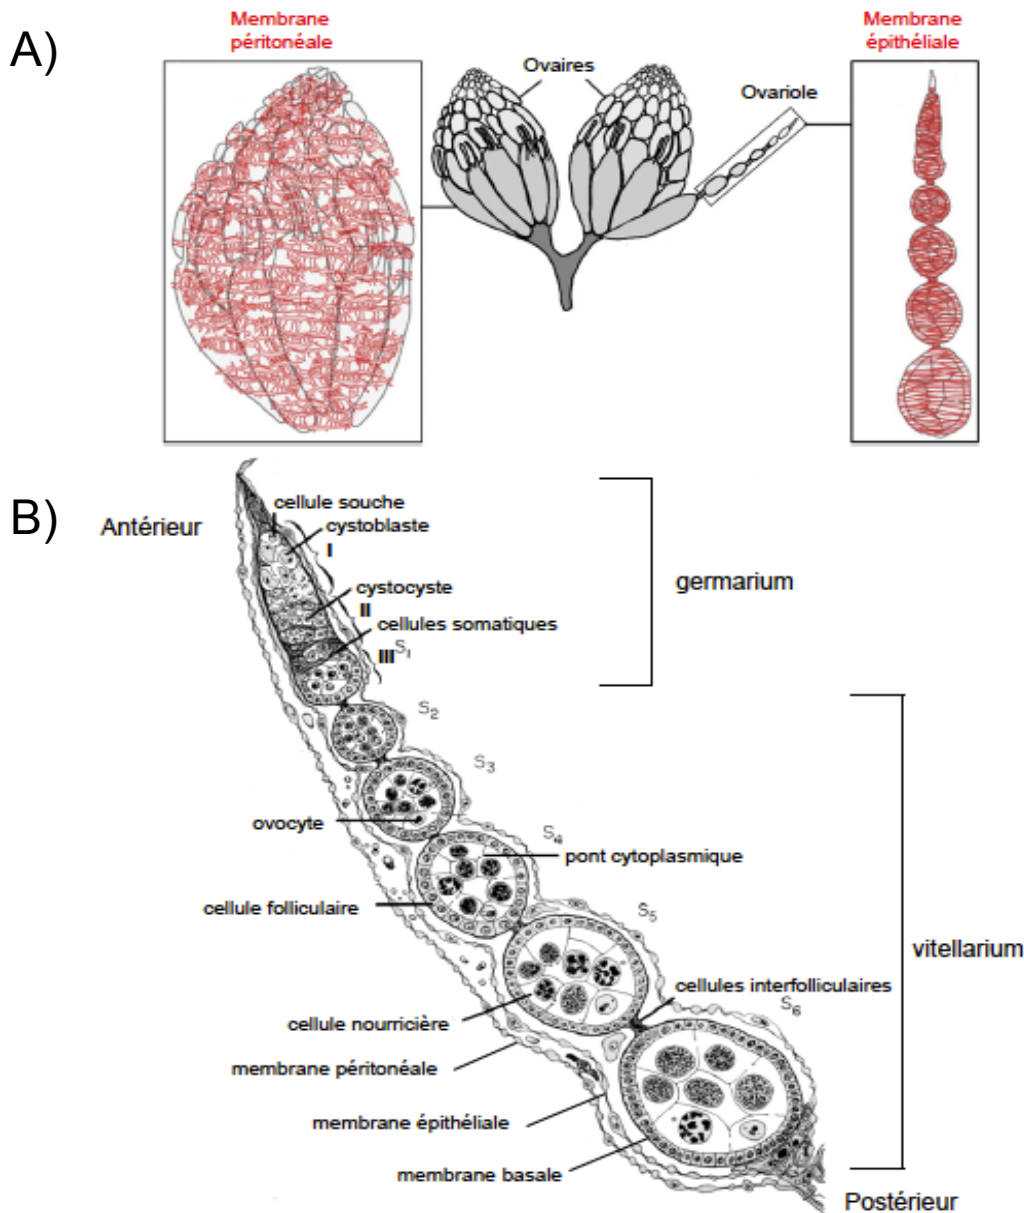 A)
Membrane
péritonéale
Ovaires
Ovariole
Membrane
épithéliale
B)
Antérieur
cellule souche
cystoblaste
I
cystocyste
II
cellules somatiques
III
S1
germarium
S2
S3
ovocyte
S4
pont cytoplasmique
cellule folliculaire
S5
vitellarium
cellules interfolliculaires
S6
cellule nourricière
membrane péritonéale
membrane épithéliale
membrane basale
Postérieur